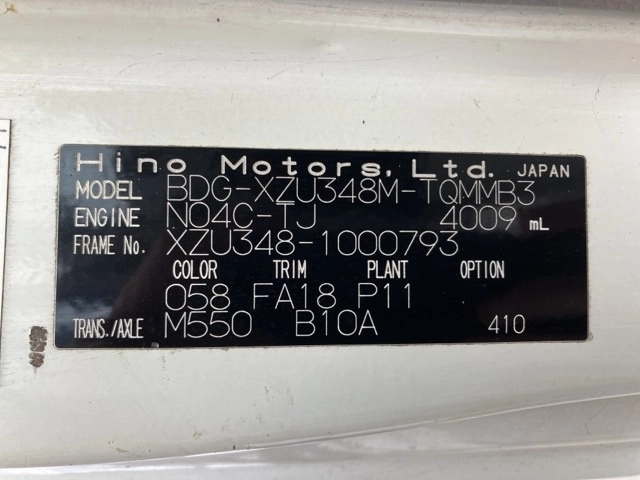 Hino Motors, Ltd. JAPAN
MODEL BDG-XZU348M-TQMMB3
ENGINE N04C-TJ 4009 mL
FRAME No. XZU348-1000793
COLOR TRIM PLANT OPTION
058 FA18 P11
TRANS./AXLE M550 B10A 410